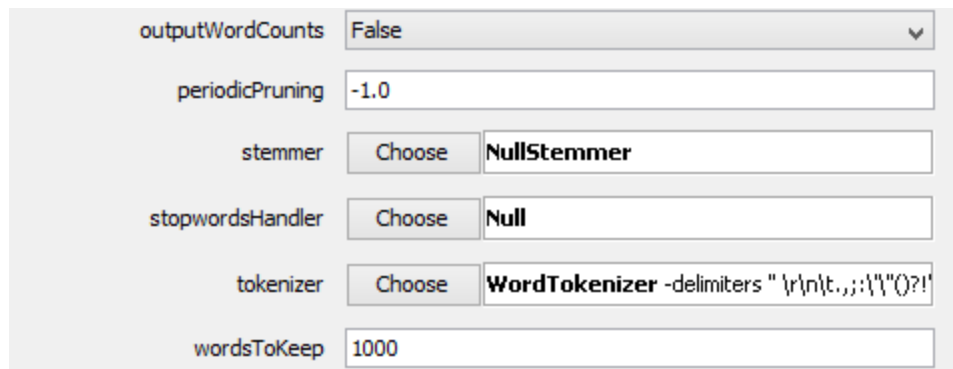 outputWordCounts False
periodicPruning -1.0
stemmer Choose NullStemmer
stopwordsHandler Choose Null
tokenizer Choose WordTokenizer -delimiters " \r\n\t.,;:\'\"()?!"
wordsToKeep 1000